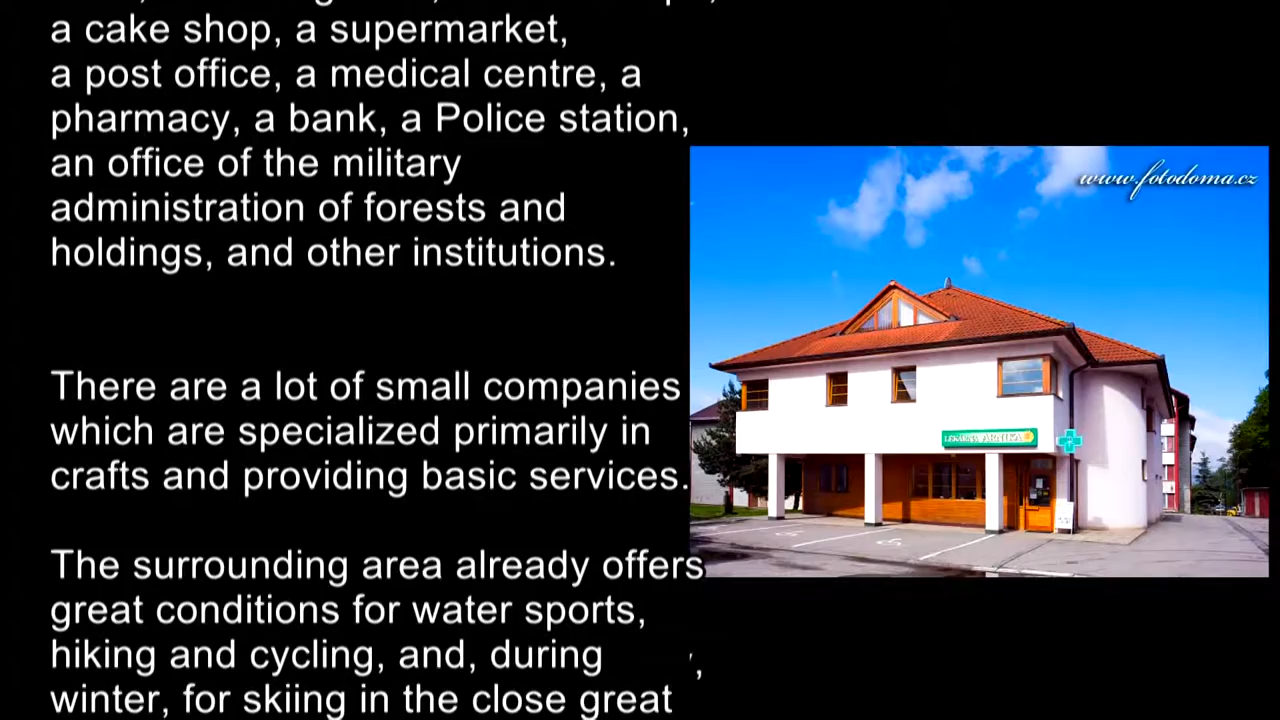 a cake shop, a supermarket,
a post office, a medical centre, a
pharmacy, a bank, a Police station,
an office of the military
administration of forests and
holdings, and other institutions.
There are a lot of small companies
which are specialized primarily in
crafts and providing basic services.
The surrounding area already offers
great conditions for water sports,
hiking and cycling, and, during
winter, for skiing in the close great
www.fotodoma.cz
LÉKÁRNA ARNIKA